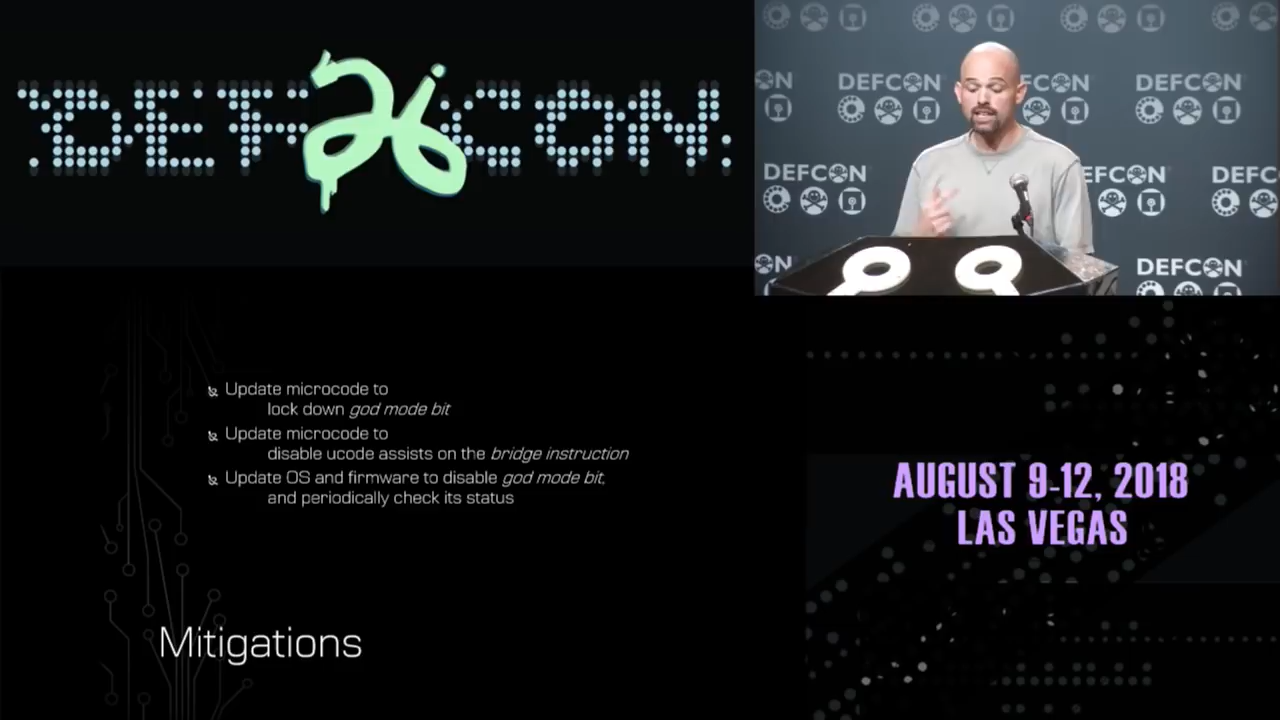 DEF 26 CON
DEFCON
DEFCON
DEFCON
DEFCON
DEFCON
Update microcode to
lock down god mode bit
Update microcode to
disable ucode assists on the bridge instruction
Update OS and firmware to disable god mode bit,
and periodically check its status
AUGUST 9-12, 2018
LAS VEGAS
Mitigations